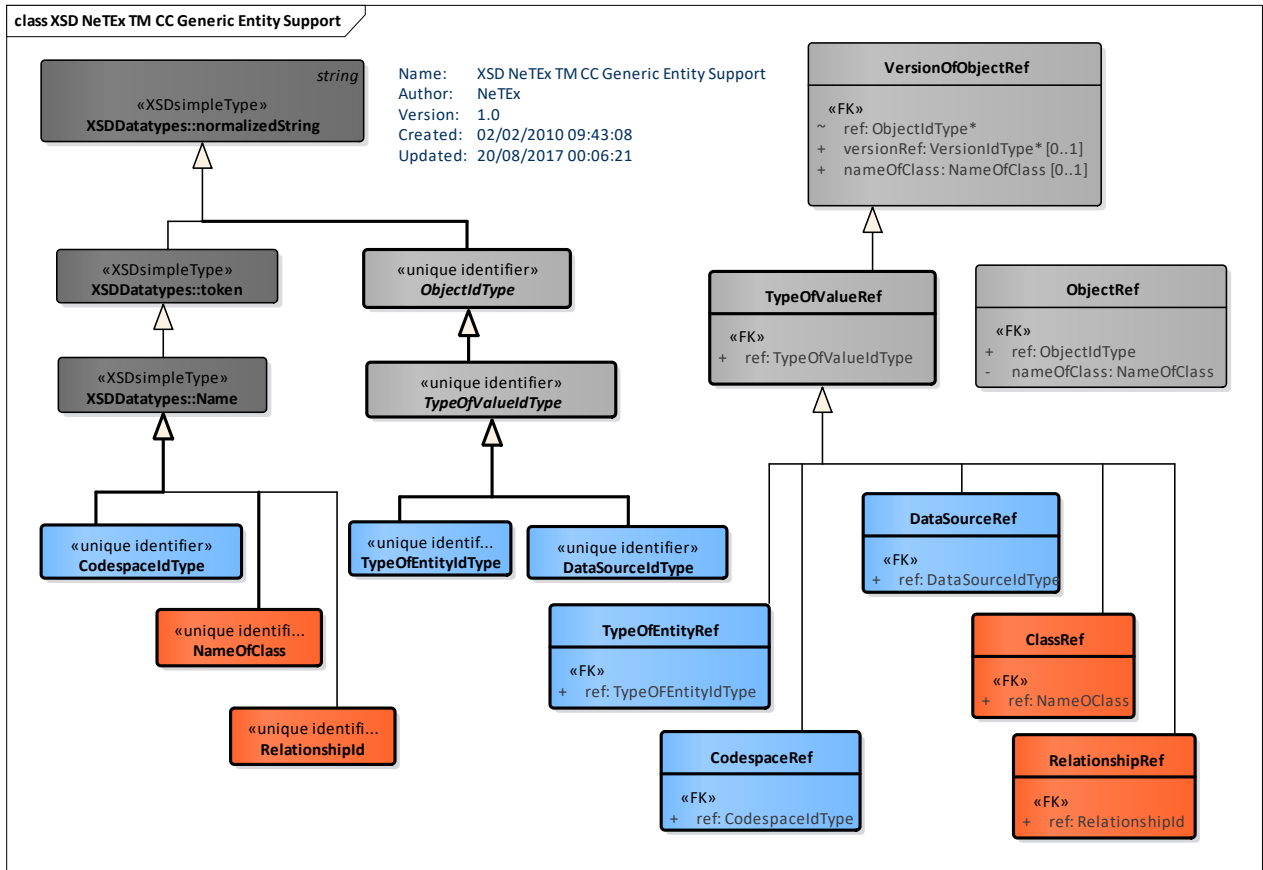 class XSD NeTEx TM CC Generic Entity Support
string
«XSDsimpleType»
XSDDatatypes::normalizedString
Name: XSD NeTEx TM CC Generic Entity Support
Author: NeTEx
Version: 1.0
Created: 02/02/2010 09:43:08
Updated: 20/08/2017 00:06:21
VersionOfObjectRef
«FK»
~ ref: ObjectIdType*
+ versionRef: VersionIdType* [0..1]
+ nameOfClass: NameOfClass [0..1]
«XSDsimpleType»
XSDDatatypes::token
«unique identifier»
ObjectIdType
TypeOfValueRef
«FK»
+ ref: TypeOfValueIdType
ObjectRef
«FK»
+ ref: ObjectIdType
- nameOfClass: NameOfClass
«XSDsimpleType»
XSDDatatypes::Name
«unique identifier»
TypeOfValueIdType
«unique identifier»
CodespaceIdType
«unique identif...
TypeOfEntityIdType
«unique identifier»
DataSourceIdType
DataSourceRef
«FK»
+ ref: DataSourceIdType
«unique identifi...
NameOfClass
TypeOfEntityRef
«FK»
+ ref: TypeOFEntityIdType
ClassRef
«FK»
+ ref: NameOClass
«unique identifi...
RelationshipId
CodespaceRef
«FK»
+ ref: CodespaceIdType
RelationshipRef
«FK»
+ ref: RelationshipId